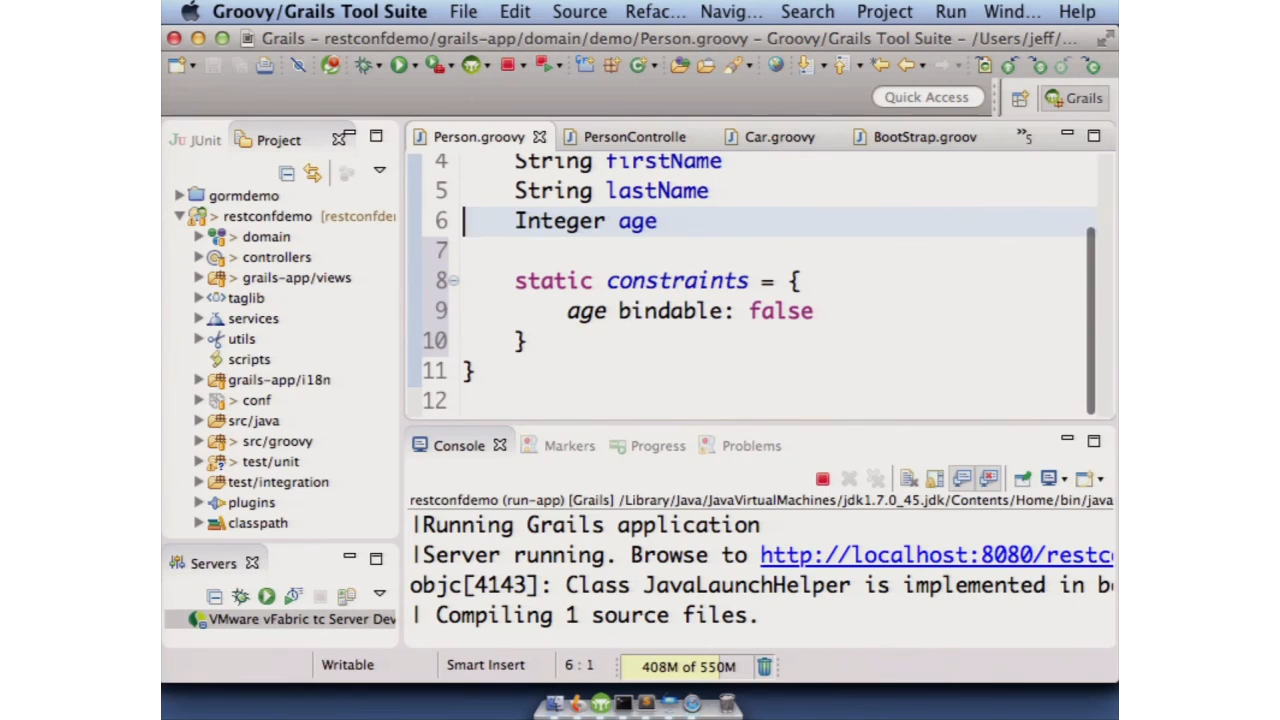 Groovy/Grails Tool Suite File Edit Source Refac... Navig... Search Project Run Wind... Help
Grails - restconfdemo/grails-app/domain/demo/Person.groovy - Groovy/Grails Tool Suite - /Users/jeff/...
Quick Access
Grails
JUnit
Project
Person.groovy
PersonControlle
Car.groovy
BootStrap.groovy
»5
gormdemo
> restconfdemo [restconfde
> domain
> controllers
> grails-app/views
taglib
services
utils
scripts
grails-app/i18n
> conf
src/java
> src/groovy
> test/unit
test/integration
plugins
classpath
4 String firstName
5 String lastName
6 Integer age
7
8 static constraints = {
9 age bindable: false
10 }
11 }
12
Console
Markers
Progress
Problems
restconfdemo (run-app) [Grails] /Library/Java/JavaVirtualMachines/jdk1.7.0_45.jdk/Contents/Home/bin/java
|Running Grails application
|Server running. Browse to http://localhost:8080/restc
objc[4143]: Class JavaLaunchHelper is implemented in b
| Compiling 1 source files.
Servers
VMware vFabric tc Server Dev
Writable
Smart Insert
6 : 1
408M of 550M